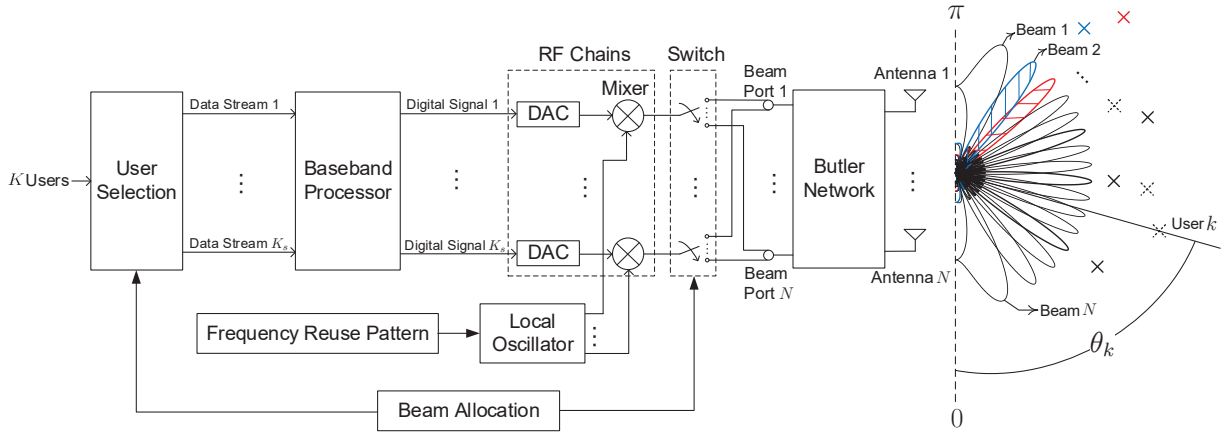 K Users
User
Selection
Data Stream 1
Data Stream K_s
Baseband
Processor
Digital Signal 1
Digital Signal K_s
RF Chains
DAC
Mixer
DAC
Switch
Beam
Port 1
Beam
Port N
Butler
Network
Antenna 1
Antenna N
Frequency Reuse Pattern
Local
Oscillator
Beam Allocation
π
Beam 1
Beam 2
User k
Beam N
θ_k
0